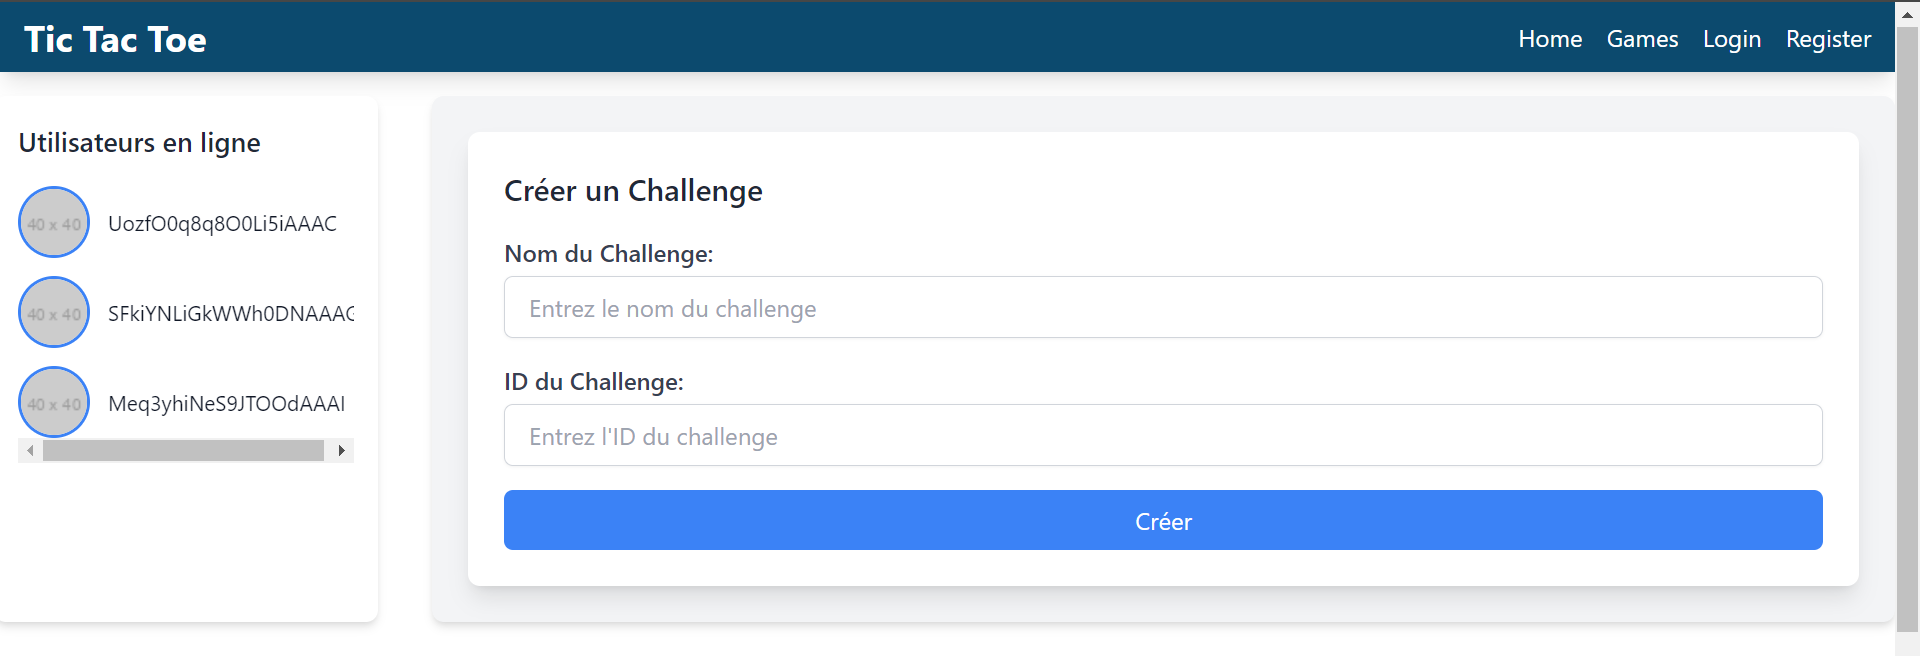 Tic Tac Toe
Home Games Login Register
Utilisateurs en ligne
40 x 40 UozfO0q8q8O0Li5iAAAC
40 x 40 SFkiYNLiGkWWh0DNAAAG
40 x 40 Meq3yhiNeS9JTOOdAAAI
Créer un Challenge
Nom du Challenge:
Entrez le nom du challenge
ID du Challenge:
Entrez l'ID du challenge
Créer